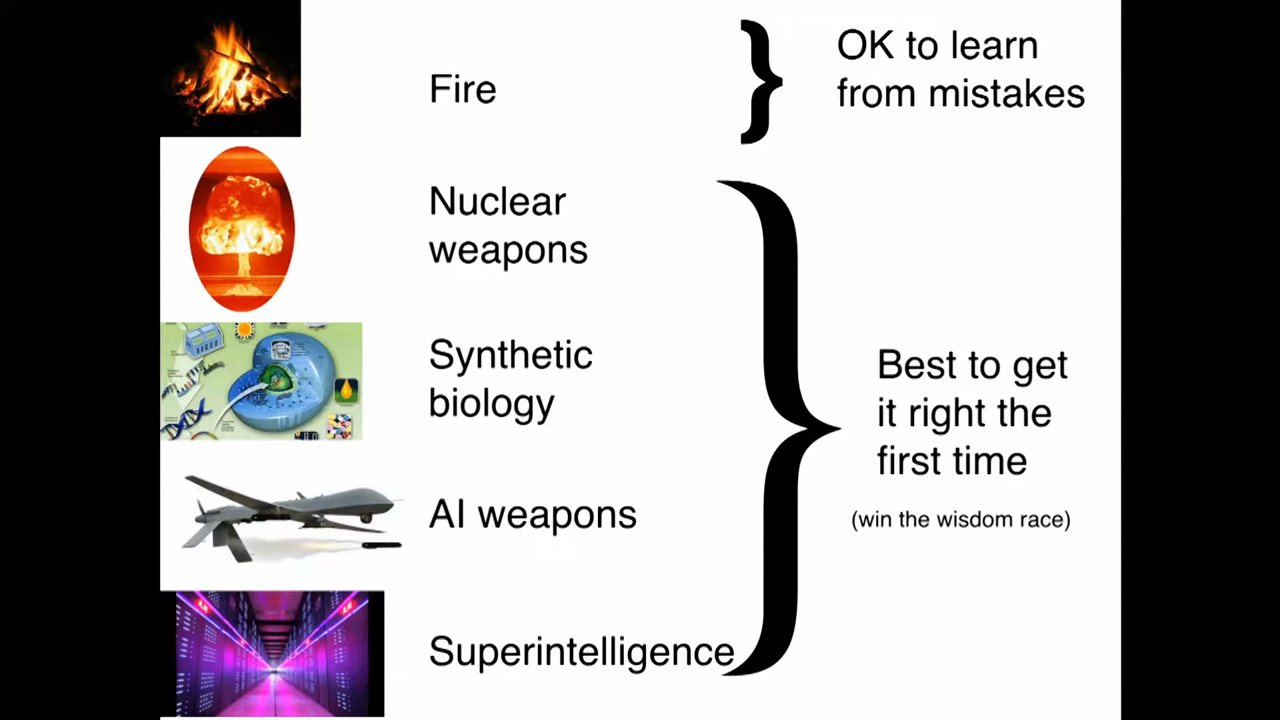 Fire
OK to learn
from mistakes
Nuclear
weapons
Synthetic
biology
AI weapons
Superintelligence
Best to get
it right the
first time
(win the wisdom race)